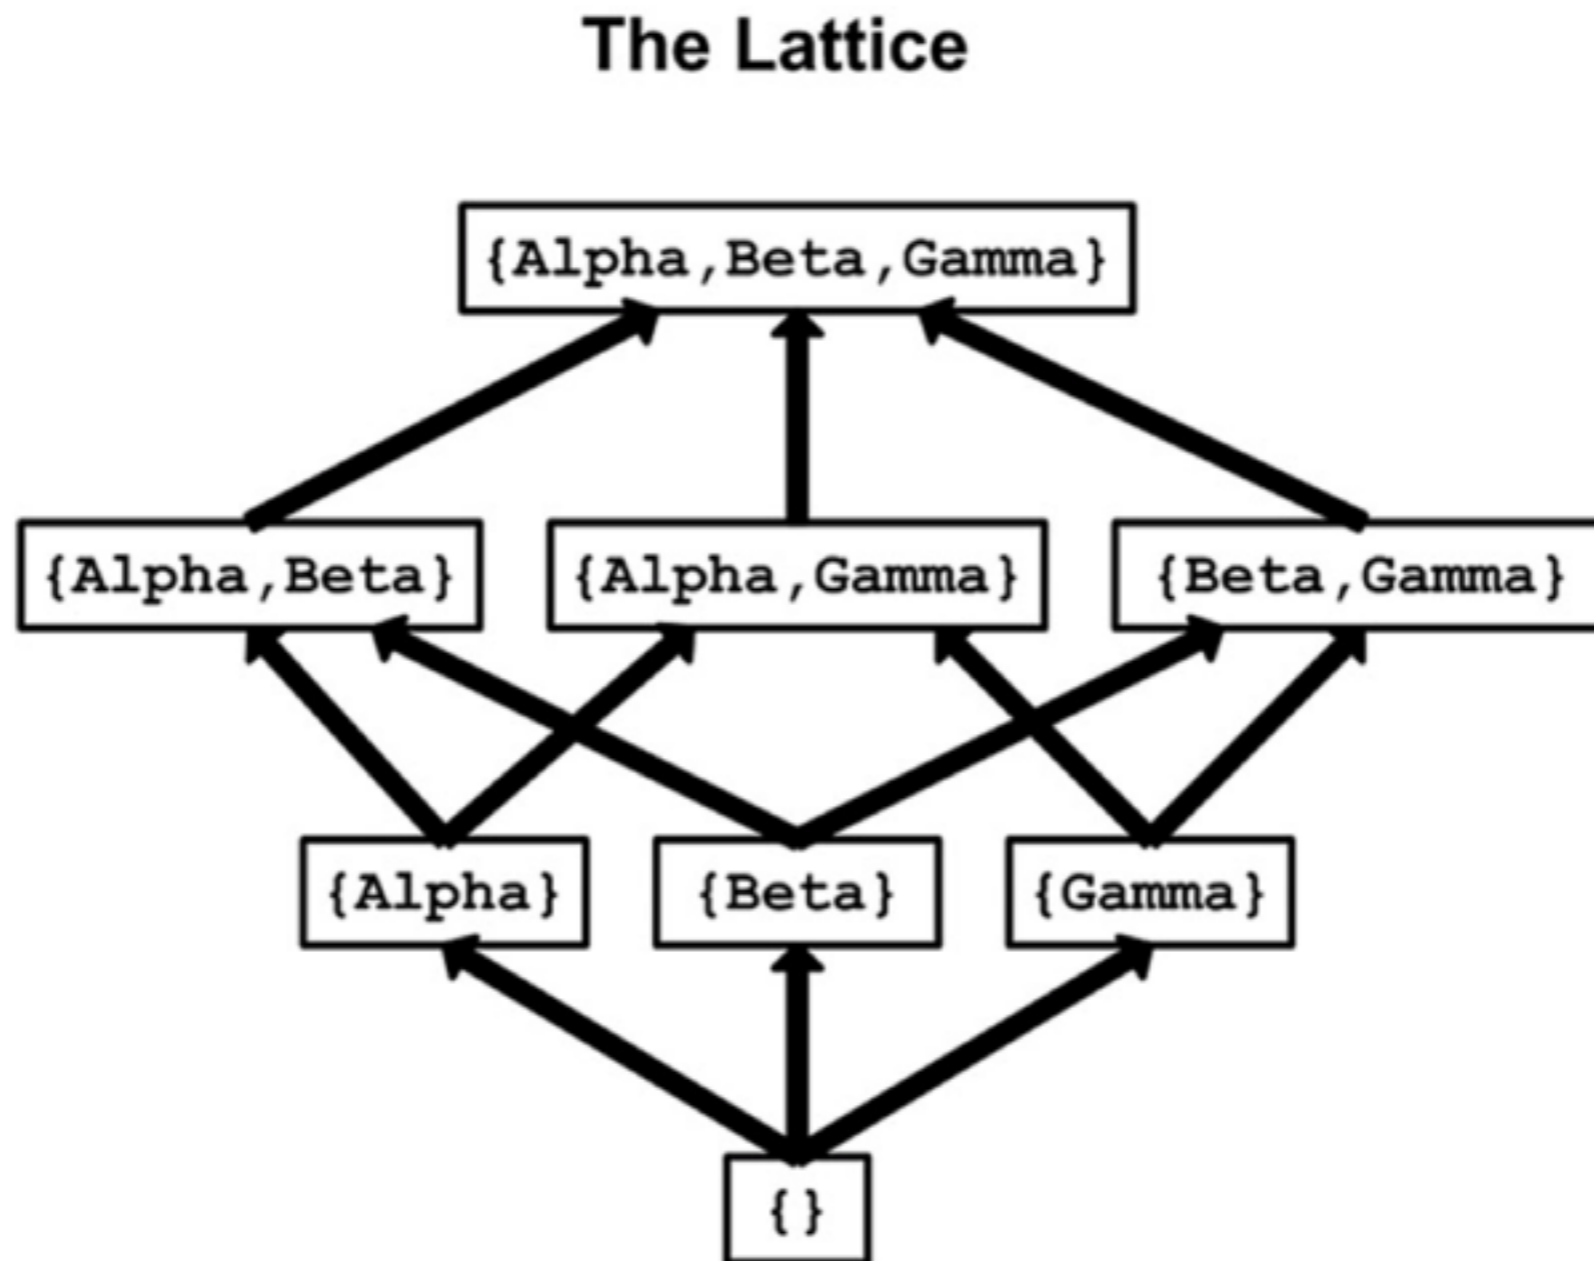 The Lattice
{Alpha,Beta,Gamma}
{Alpha,Beta}
{Alpha,Gamma}
{Beta,Gamma}
{Alpha}
{Beta}
{Gamma}
{}